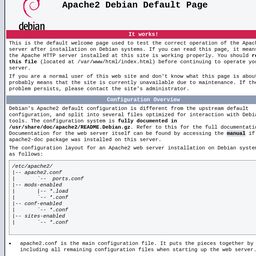 Apache2 Debian Default Page
debian
It works!
This is the default welcome page used to test the correct operation of the Apache2
server after installation on Debian systems. If you can read this page, it means
the Apache HTTP server installed at this site is working properly. You should
this file (located at /var/www/html/index.html) before continuing to operate your
server.
If you are a normal user of this web site and don't know what this page is about
probably means that the site is currently unavailable due to maintenance. If the
problem persists, please contact the site's administrator.
Configuration Overview
Debian's Apache2 default configuration is different from the upstream default
configuration, and split into several files optimized for interaction with Debian
tools. The configuration system is fully documented in
/usr/share/doc/apache2/README.Debian.gz. Refer to this for the full documentation
Documentation for the web server itself can be found by accessing the manual if
apache2-doc package was installed on this server.
The configuration layout for an Apache2 web server installation on Debian systems
as follows:
/etc/apache2/
|-- apache2.conf
|       `--  ports.conf
|-- mods-enabled
|       |-- *.load
|       `-- *.conf
|-- conf-enabled
|       `-- *.conf
|-- sites-enabled
|       `-- *.conf
• apache2.conf is the main configuration file. It puts the pieces together by
including all remaining configuration files when starting up the web server.